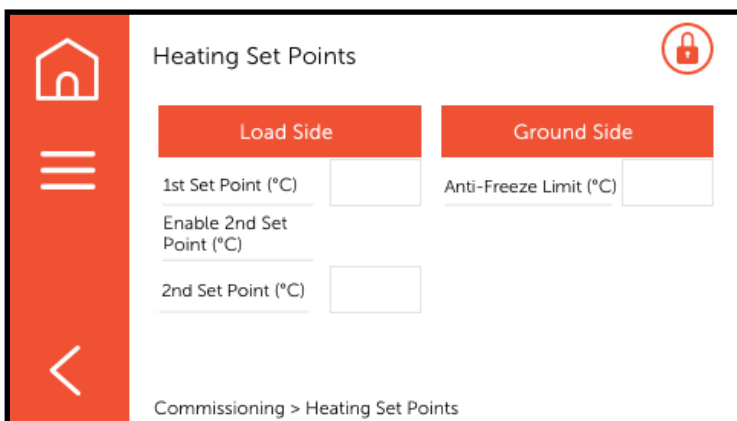 Heating Set Points
Load Side
Ground Side
1st Set Point (°C)
Anti-Freeze Limit (°C)
Enable 2nd Set
Point (°C)
2nd Set Point (°C)
Commissioning > Heating Set Points